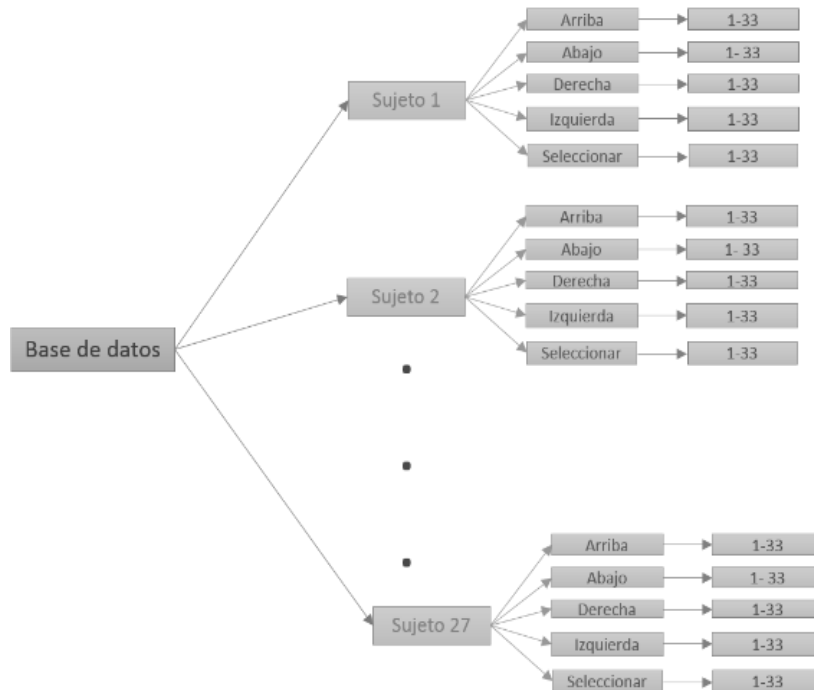 Arriba 1-33
Abajo 1- 33
Sujeto 1 Derecha 1-33
Izquierda 1-33
Seleccionar 1-33
Arriba 1-33
Abajo 1- 33
Sujeto 2 Derecha 1-33
Izquierda 1-33
Base de datos
Seleccionar 1-33
Arriba 1-33
Abajo 1- 33
Derecha 1-33
Sujeto 27
Izquierda 1-33
Seleccionar 1-33